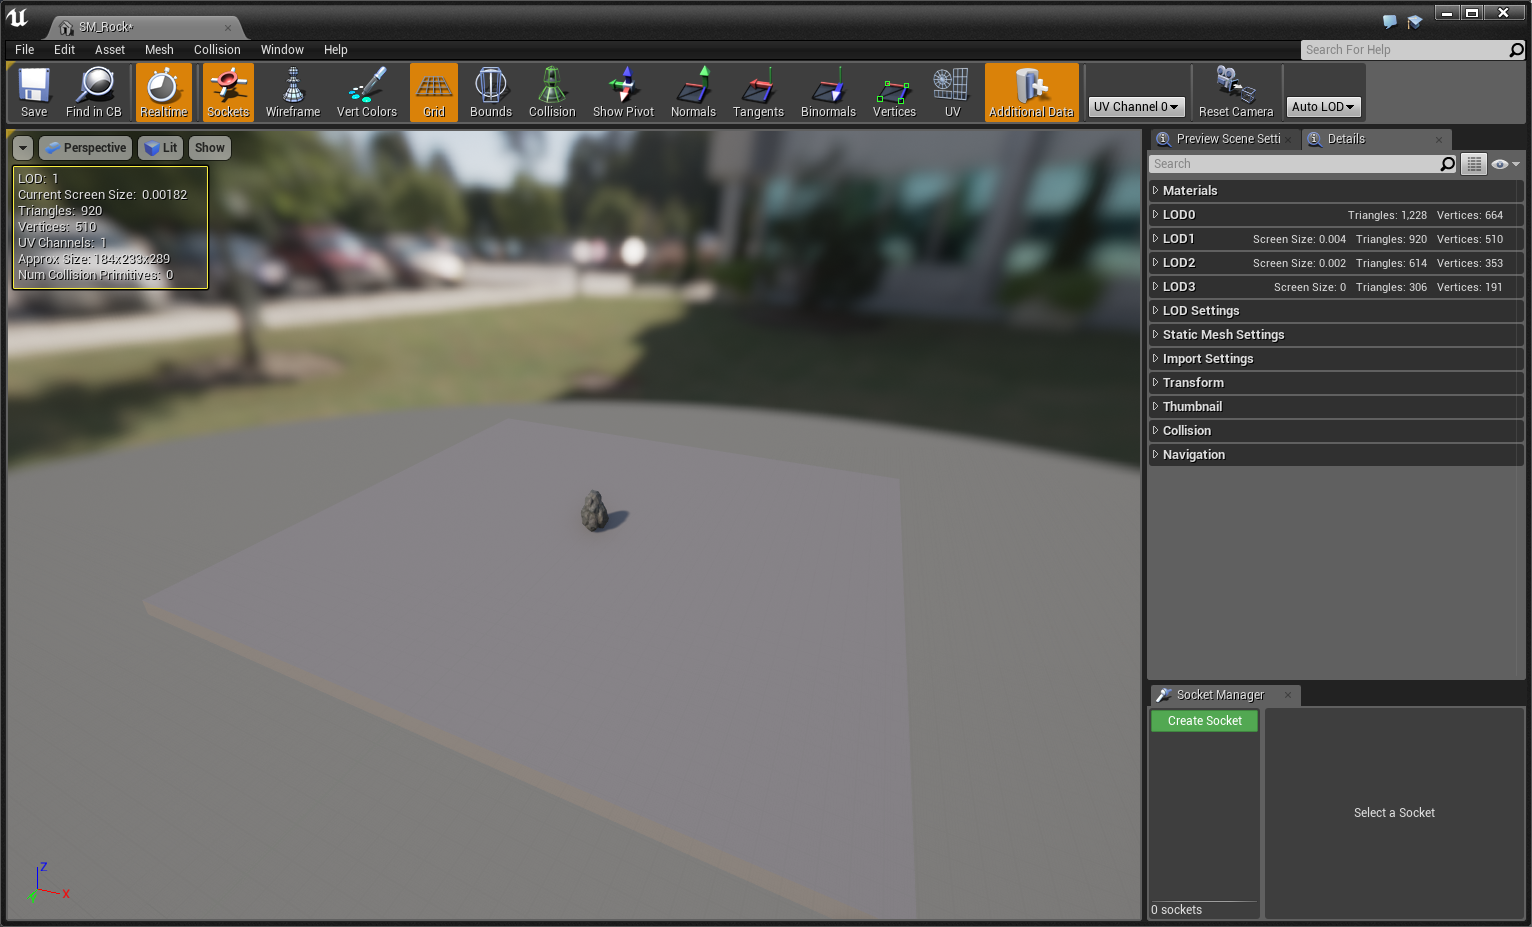 SM_Rock*
File Edit Asset Mesh Collision Window Help
Search For Help
Save Find in CB Realtime Sockets Wireframe Vert Colors Grid Bounds Collision Show Pivot Normals Tangents Binormals Vertices UV Additional Data UV Channel 0 Reset Camera Auto LOD
Perspective Lit Show
LOD: 1
Current Screen Size: 0.00182
Triangles: 920
Vertices: 510
UV Channels: 1
Approx Size: 184x233x289
Num Collision Primitives: 0
Z
X
Y
Preview Scene Setti Details
Search
Materials
LOD0 Triangles: 1,228 Vertices: 664
LOD1 Screen Size: 0.004 Triangles: 920 Vertices: 510
LOD2 Screen Size: 0.002 Triangles: 614 Vertices: 353
LOD3 Screen Size: 0 Triangles: 306 Vertices: 191
LOD Settings
Static Mesh Settings
Import Settings
Transform
Thumbnail
Collision
Navigation
Socket Manager
Create Socket
Select a Socket
0 sockets